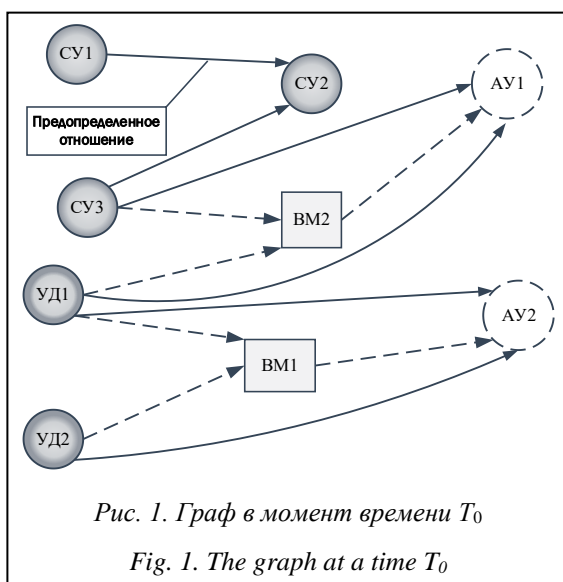 СУ1
СУ2
АУ1
Предопределенное
отношение
СУ3
ВМ2
УД1
АУ2
ВМ1
УД2
Рис. 1. Граф в момент времени T0
Fig. 1. The graph at a time T0